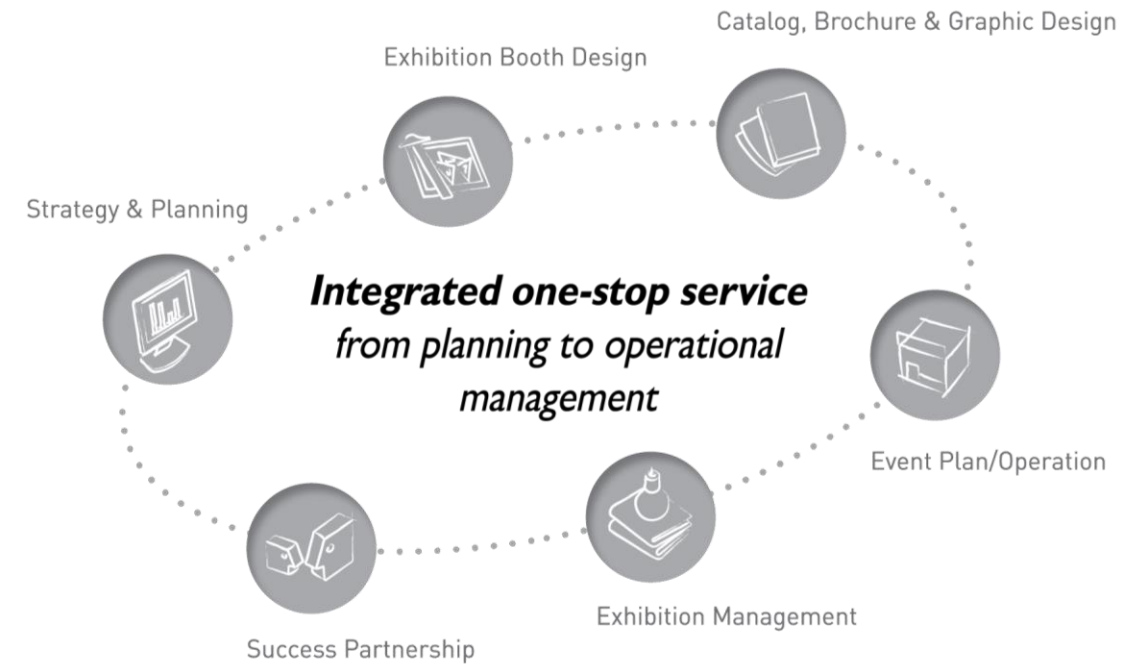 Catalog, Brochure & Graphic Design
Exhibition Booth Design
Strategy & Planning
Integrated one-stop service
from planning to operational
management
Event Plan/Operation
Exhibition Management
Success Partnership